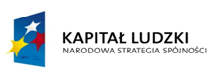 KAPITAŁ LUDZKI
NARODOWA STRATEGIA SPÓJNOŚCI